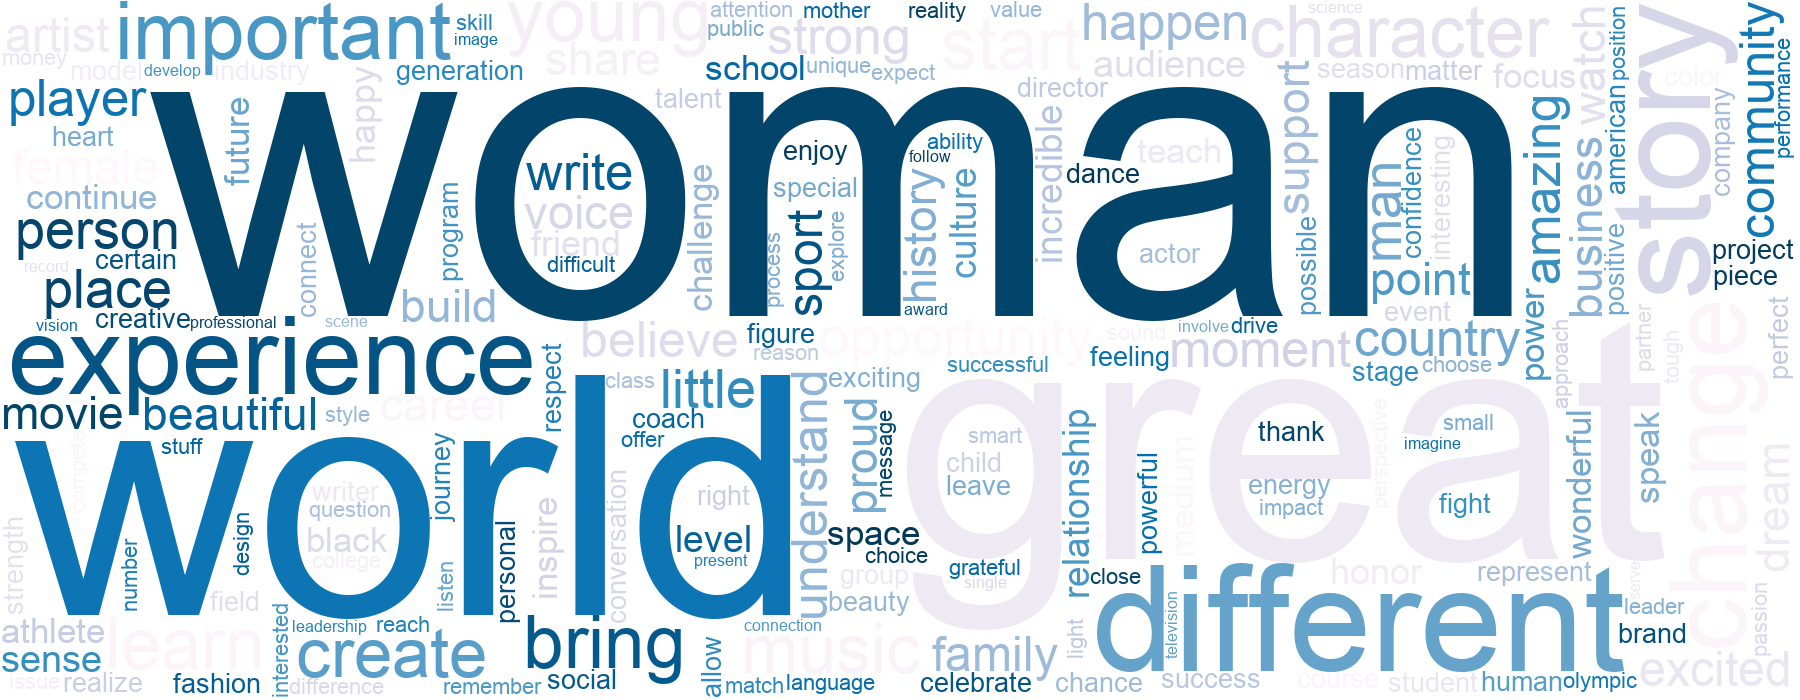 woman
world
great
different
experience
story
change
important
young
start
character
happen
strong
share
artist
money
model
develop
industry
skill
image
generation
attention
public
mother
reality
value
science
school
unique
expect
audience
season
matter
focus
watch
american
position
color
company
community
performance
player
heart
female
continue
person
certain
record
place
creative
professional
vision
scene
future
happy
connect
program
build
talent
director
write
voice
friend
difficult
challenge
enjoy
special
process
sport
explore
ability
follow
history
culture
award
incredible
dance
teach
actor
support
possible
man
confidence
interesting
point
event
amazing
business
positive
project
piece
believe
figure
reason
opportunity
sound
involve
drive
successful
feeling
moment
country
stage
choose
power
approach
partner
tough
perfect
movie
beautiful
style
career
respect
class
little
coach
offer
exciting
understand
proud
message
smart
child
leave
relationship
powerful
medium
thank
energy
impact
perspective
small
imagine
fight
wonderful
speak
dream
stuff
compete
strength
number
design
writer
question
black
college
journey
listen
personal
inspire
conversation
right
level
present
space
choice
group
beauty
grateful
single
close
honor
represent
serve
leader
brand
passion
athlete
sense
issue
realize
learn
field
fashion
interested
leadership
reach
create
difference
remember
bring
social
allow
connection
music
match
language
family
celebrate
light
chance
television
success
course
student
human
olympic
excited